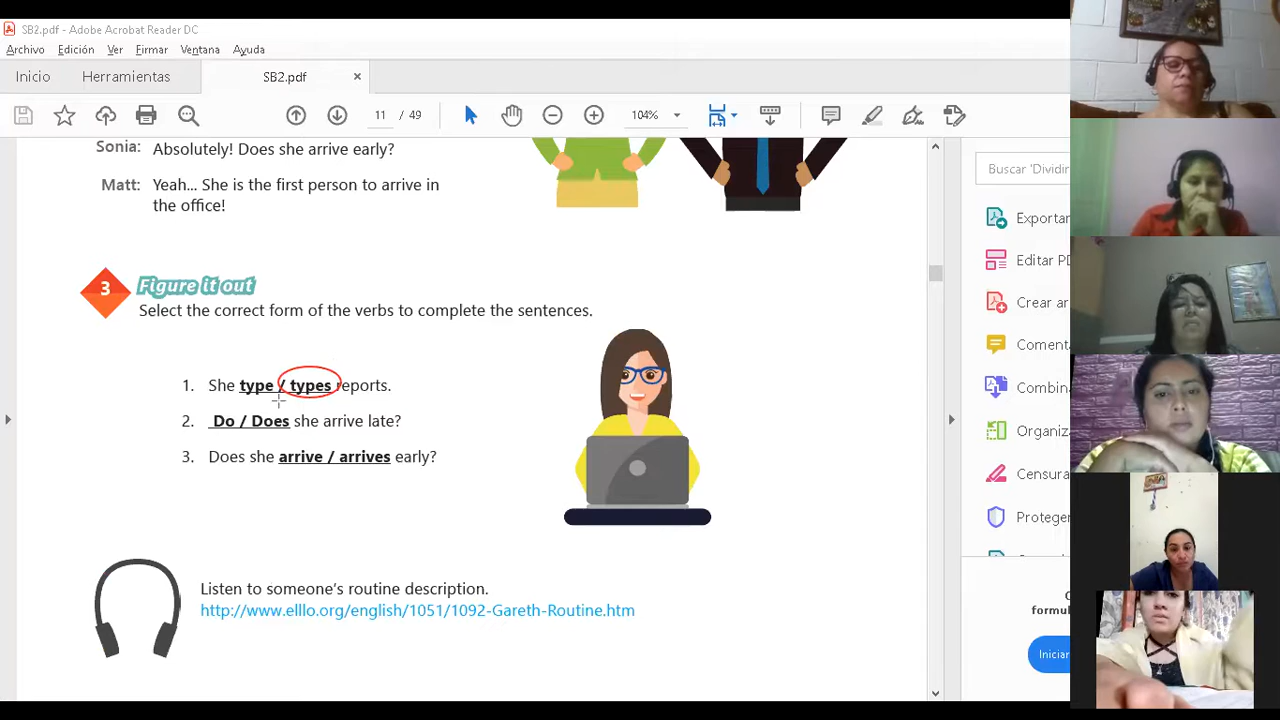 SB2.pdf - Adobe Acrobat Reader DC
Archivo Edición Ver Firmar Ventana Ayuda
Inicio Herramientas SB2.pdf ×
11 / 49 104%
Sonia: Absolutely! Does she arrive early?
Matt: Yeah... She is the first person to arrive in
the office!
3 Figure it out
Select the correct form of the verbs to complete the sentences.
1. She type / types reports.
2. Do / Does she arrive late?
3. Does she arrive / arrives early?
Listen to someone's routine description.
http://www.elllo.org/english/1051/1092-Gareth-Routine.htm
Buscar 'Dividir
Exportar
Editar PD
Crear ar
Coment
Combin
Organiz
Censura
Proteger
C
formul
Iniciar